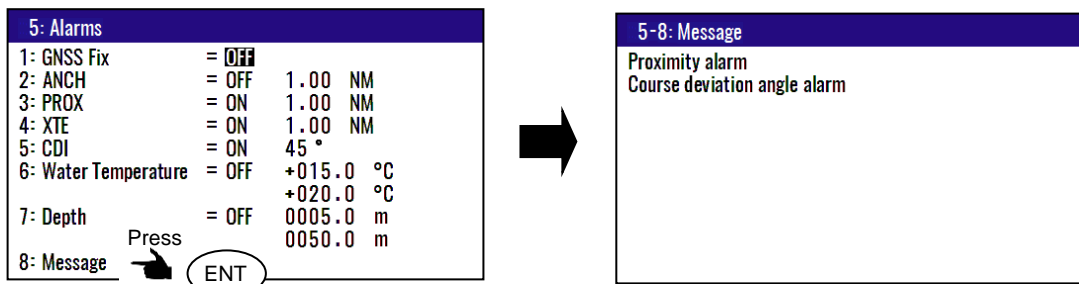 5: Alarms
1: GNSS Fix = OFF
2: ANCH = OFF 1.00 NM
3: PROX = ON 1.00 NM
4: XTE = ON 1.00 NM
5: CDI = ON 45 °
6: Water Temperature = OFF +015.0 °C
+020.0 °C
7: Depth = OFF 0005.0 m
0050.0 m
Press
8: Message
ENT
5-8: Message
Proximity alarm
Course deviation angle alarm